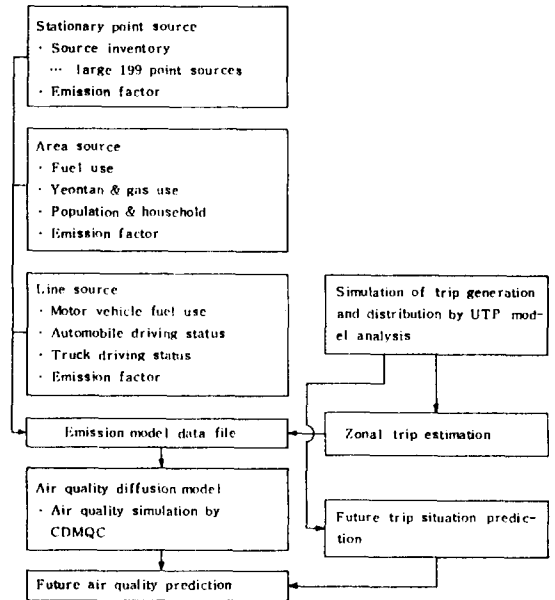 Stationary point source
· Source inventory
··· large 199 point sources
· Emission factor
Area source
· Fuel use
· Yeontan & gas use
· Population & household
· Emission factor
Line source
· Motor vehicle fuel use
· Automobile driving status
· Truck driving status
· Emission factor
Simulation of trip generation
and distribution by UTP mod-
el analysis
Emission model data file
Zonal trip estimation
Air quality diffusion model
· Air quality simulation by
CDMQC
Future trip situation predic-
tion
Future air quality prediction